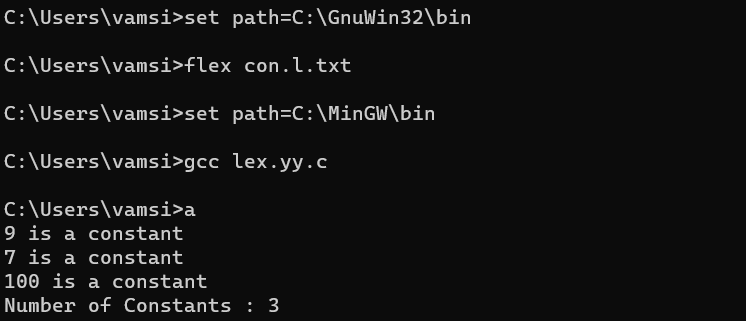 C:\Users\vamsi>set path=C:\GnuWin32\bin
C:\Users\vamsi>flex con.l.txt
C:\Users\vamsi>set path=C:\MinGW\bin
C:\Users\vamsi>gcc lex.yy.c
C:\Users\vamsi>a
9 is a constant
7 is a constant
100 is a constant
Number of Constants : 3